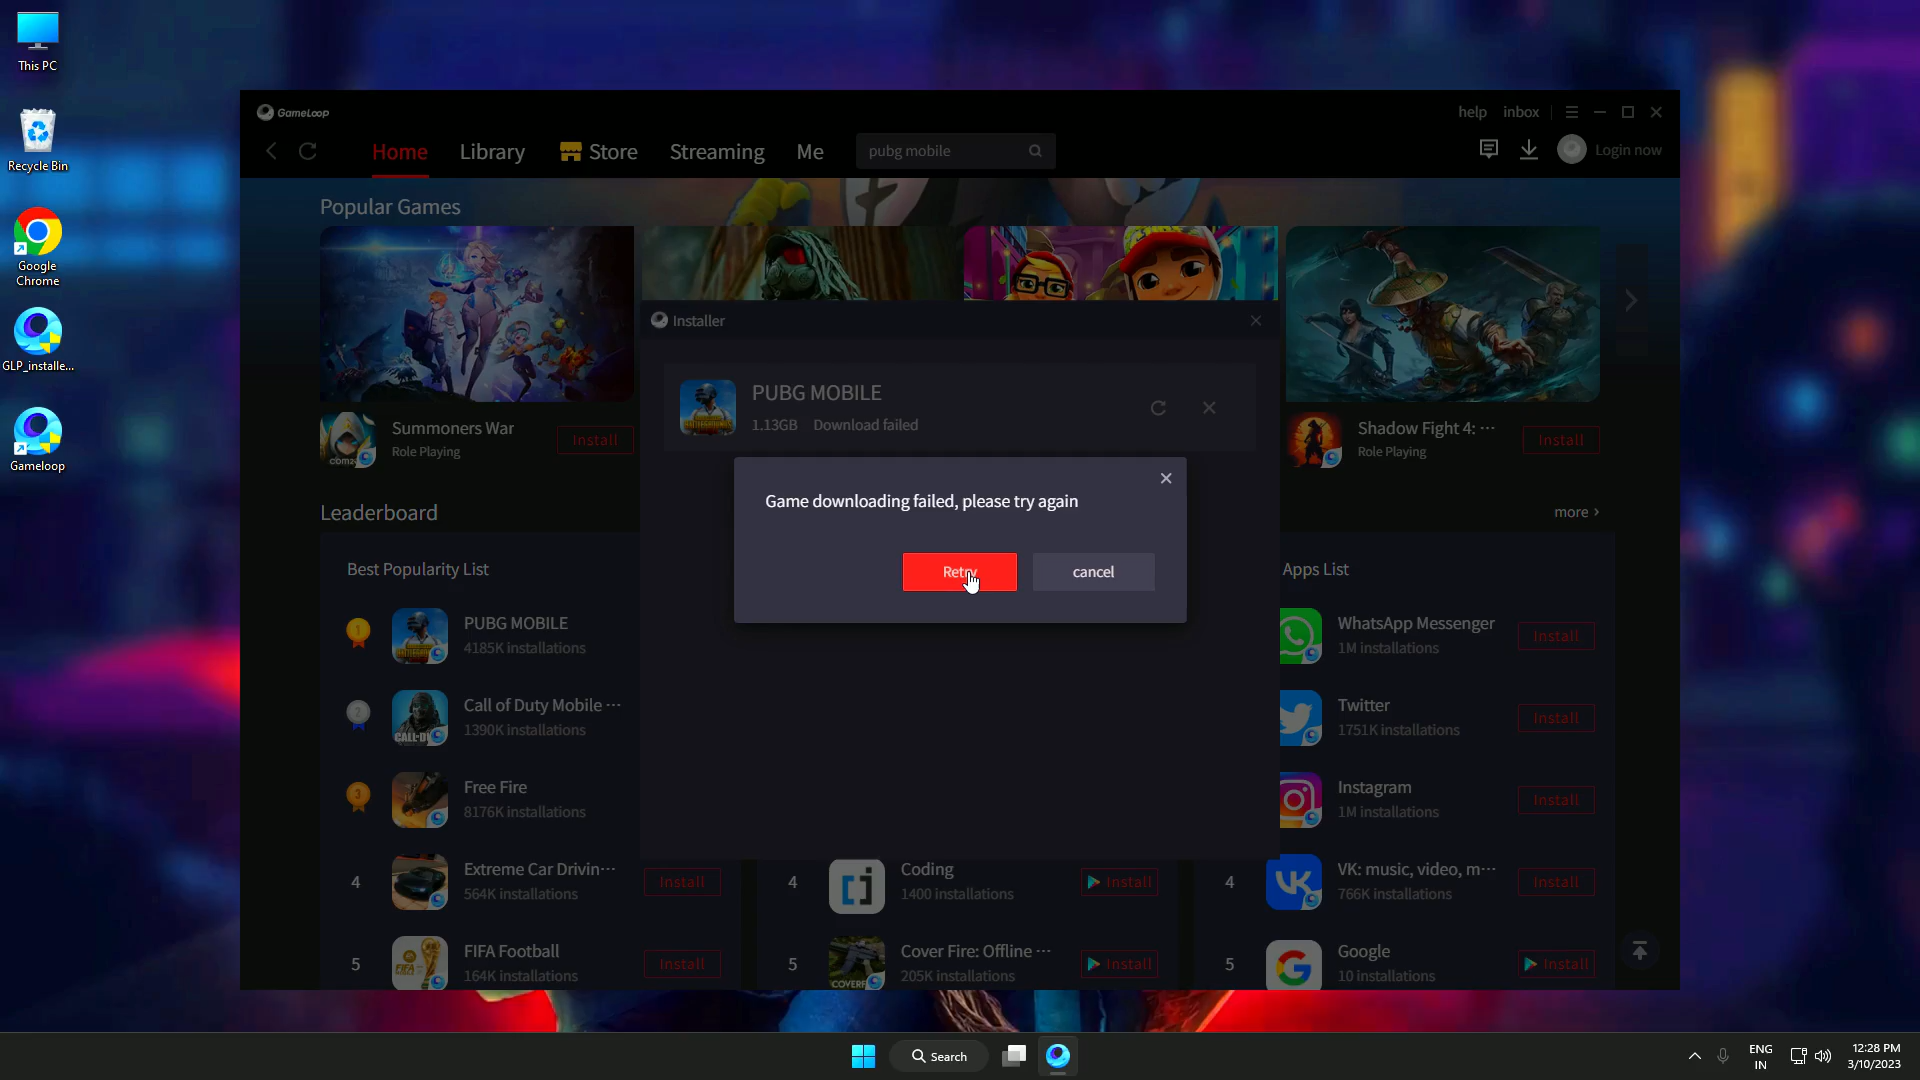 This PC
Recycle Bin
Google
Chrome
GLP_installe...
Gameloop
GameLoop
help
inbox
Home
Library
Store
Streaming
Me
pubg mobile
Login now
Popular Games
Summoners War
Role Playing
Install
com2
Shadow Fight 4: ···
Role Playing
Install
Installer
PUBG MOBILE
1.13GB Download failed
Game downloading failed, please try again
Retry
cancel
Leaderboard
more >
Best Popularity List
1
PUBG MOBILE
4185K installations
2
Call of Duty Mobile ···
1390K installations
3
Free Fire
8176K installations
4
Extreme Car Drivin···
564K installations
Install
5
FIFA Football
164K installations
Install
4
Coding
1400 installations
Install
5
Cover Fire: Offline ···
205K installations
Install
Apps List
WhatsApp Messenger
1M installations
Install
Twitter
1751K installations
Install
Instagram
1M installations
Install
4
VK: music, video, m···
766K installations
Install
5
Google
10 installations
Install
Search
ENG
IN
12:28 PM
3/10/2023